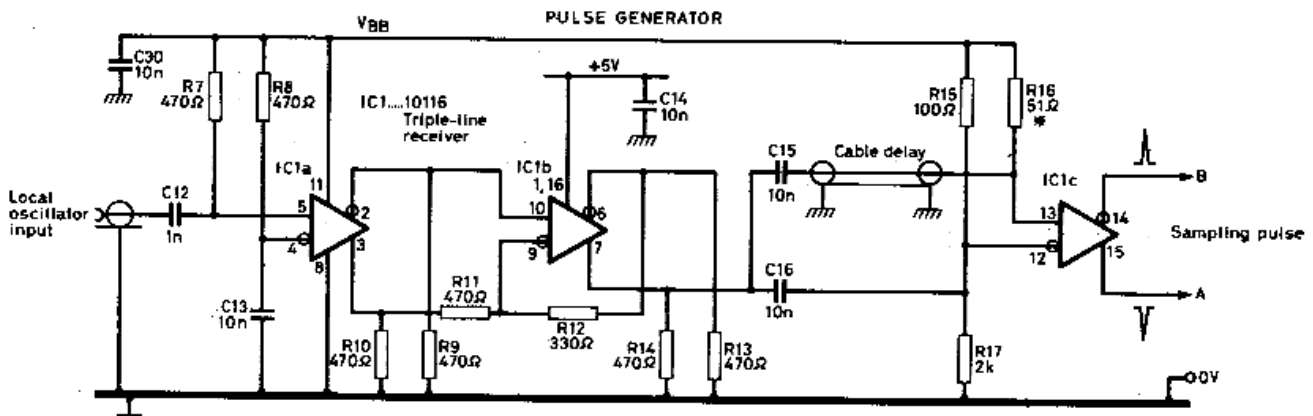 PULSE GENERATOR
VBB
C30
10n
R7
470Ω
R8
470Ω
IC1.....10116
Triple-line
receiver
+5V
C14
10n
R15
100Ω
R16
51Ω
*
IC1a
11
5
4
2
3
8
IC1b
1, 16
10
9
6
7
C15
10n
Cable delay
IC1c
13
12
14
15
B
Sampling pulse
A
Local
oscillator
input
C12
1n
C13
10n
R11
470Ω
R12
330Ω
R10
470Ω
R9
470Ω
C16
10n
R14
470Ω
R13
470Ω
R17
2k
0V